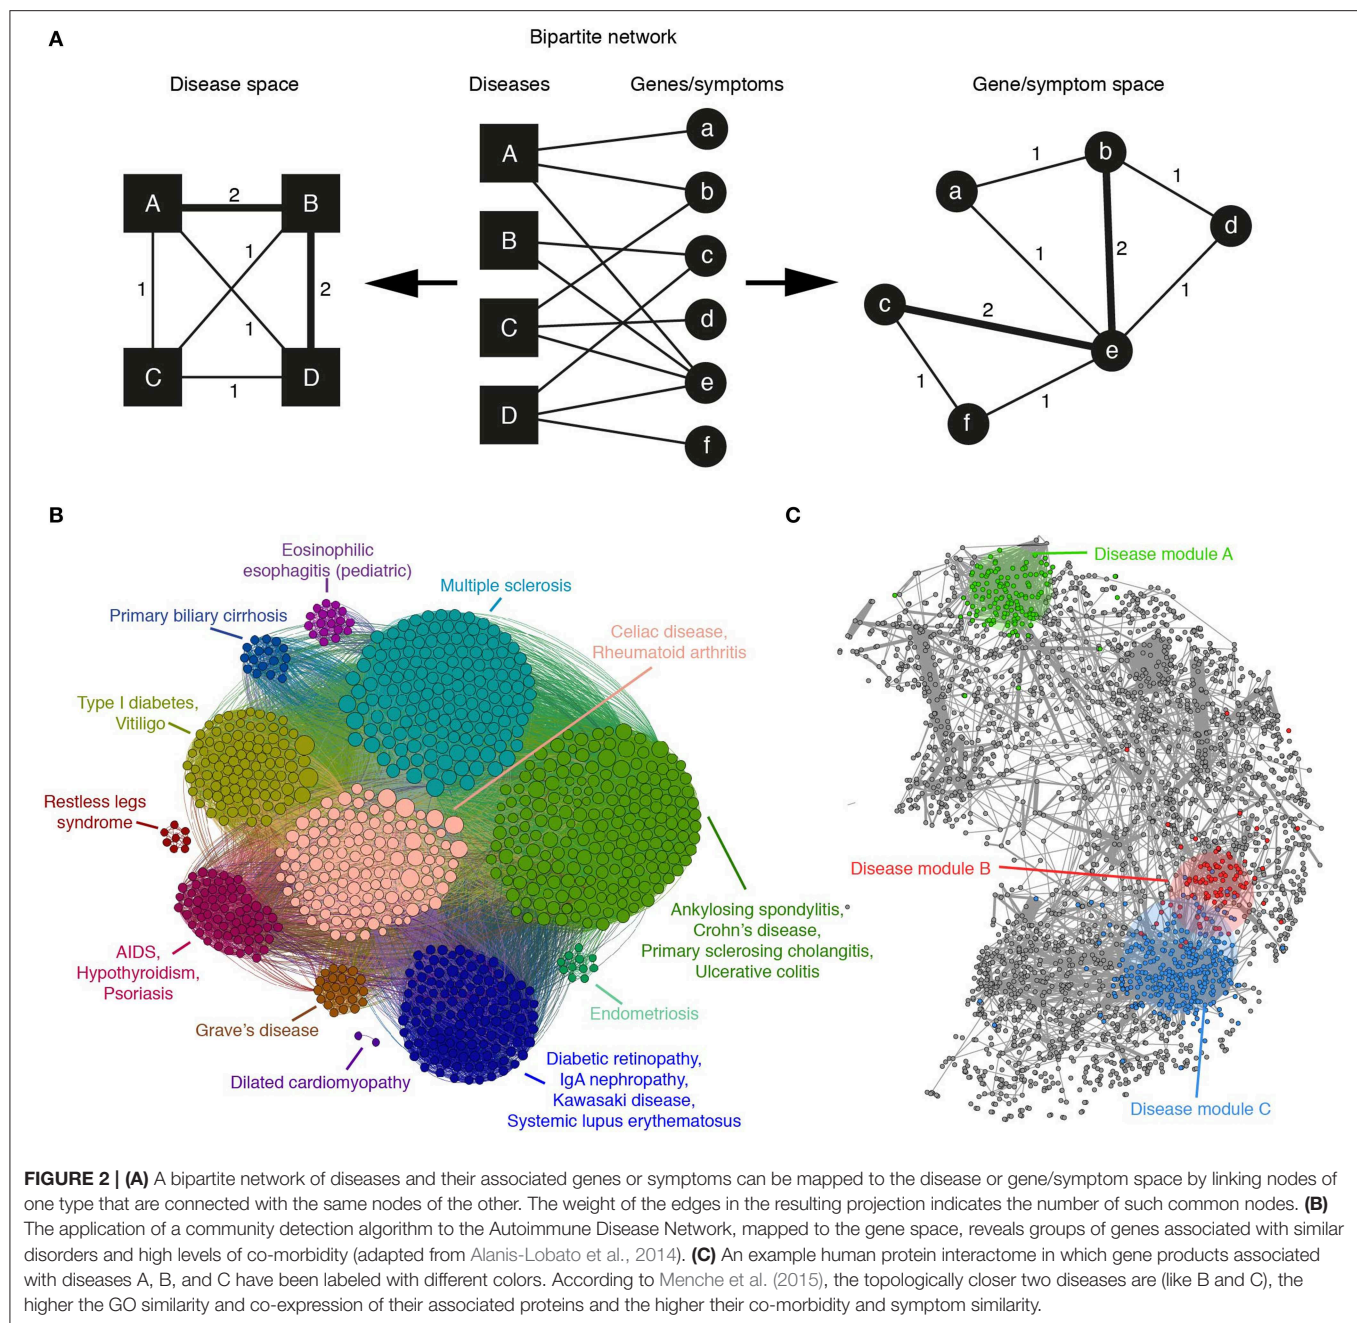 A
Bipartite network
Disease space
Diseases
Genes/symptoms
Gene/symptom space
A
2
B
1
1
2
1
C
1
D
A
B
C
D
a
b
c
d
e
f
b
1
1
a
d
1
2
1
c
2
e
1
1
f
B
Eosinophilic
esophagitis (pediatric)
Multiple sclerosis
Primary biliary cirrhosis
Celiac disease,
Rheumatoid arthritis
Type I diabetes,
Vitiligo
Restless legs
syndrome
Ankylosing spondylitis,
Crohn's disease,
Primary sclerosing cholangitis,
Ulcerative colitis
AIDS,
Hypothyroidism,
Psoriasis
Endometriosis
Grave's disease
Dilated cardiomyopathy
Diabetic retinopathy,
IgA nephropathy,
Kawasaki disease,
Systemic lupus erythematosus
C
Disease module A
Disease module B
Disease module C
FIGURE 2 | (A) A bipartite network of diseases and their associated genes or symptoms can be mapped to the disease or gene/symptom space by linking nodes of
one type that are connected with the same nodes of the other. The weight of the edges in the resulting projection indicates the number of such common nodes. (B)
The application of a community detection algorithm to the Autoimmune Disease Network, mapped to the gene space, reveals groups of genes associated with similar
disorders and high levels of co-morbidity (adapted from Alanis-Lobato et al., 2014). (C) An example human protein interactome in which gene products associated
with diseases A, B, and C have been labeled with different colors. According to Menche et al. (2015), the topologically closer two diseases are (like B and C), the
higher the GO similarity and co-expression of their associated proteins and the higher their co-morbidity and symptom similarity.